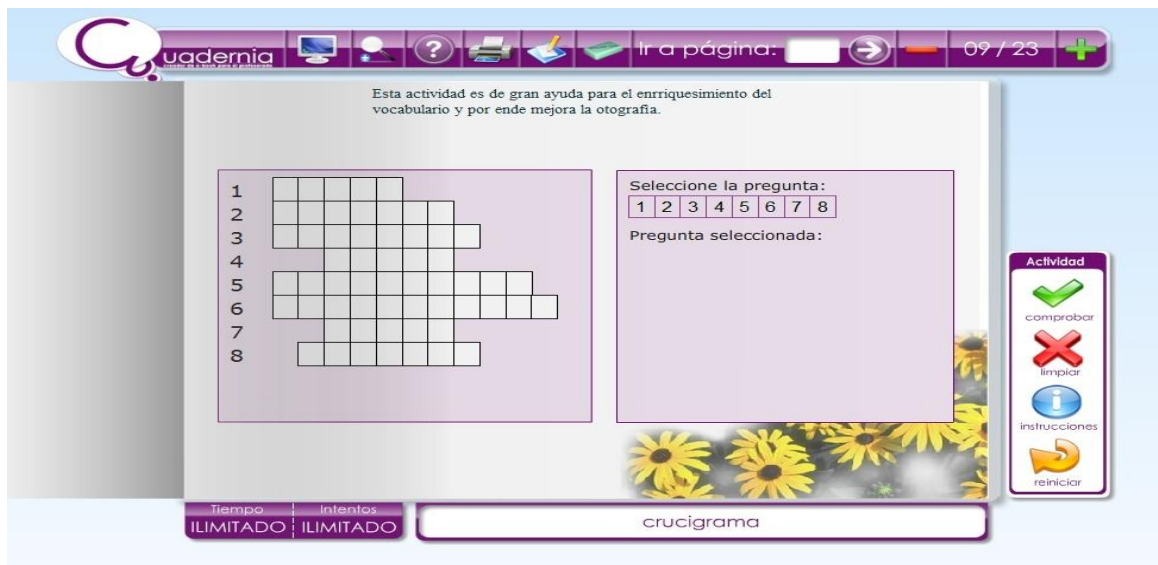 Cuadernia
Ir a página:
09 / 23
Esta actividad es de gran ayuda para el enrriquesimiento del
vocabulario y por ende mejora la otografía.
1
2
3
4
5
6
7
8
Seleccione la pregunta:
1 2 3 4 5 6 7 8
Pregunta seleccionada:
Actividad
comprobar
limpiar
instrucciones
reiniciar
Tiempo Intentos
ILIMITADO ILIMITADO
crucigrama